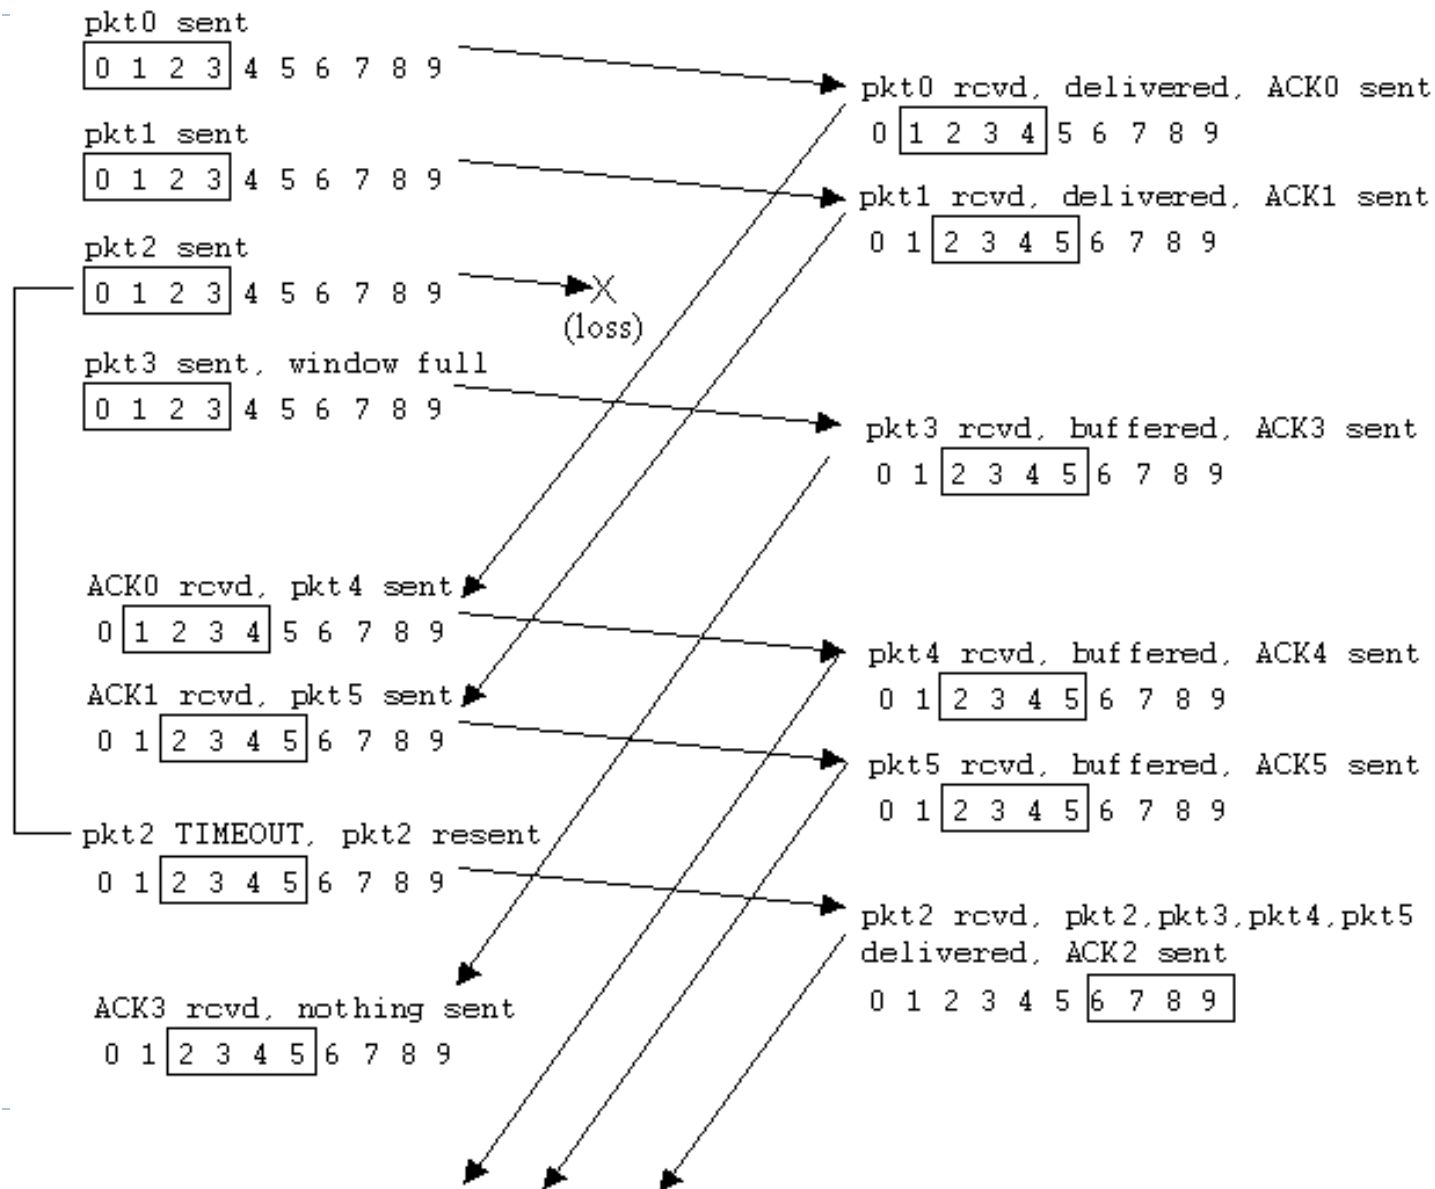 pkt0 sent
0 1 2 3 4 5 6 7 8 9
pkt1 sent
0 1 2 3 4 5 6 7 8 9
pkt2 sent
0 1 2 3 4 5 6 7 8 9
X
(loss)
pkt3 sent, window full
0 1 2 3 4 5 6 7 8 9
ACK0 rcvd, pkt4 sent
0 1 2 3 4 5 6 7 8 9
ACK1 rcvd, pkt5 sent
0 1 2 3 4 5 6 7 8 9
pkt2 TIMEOUT, pkt2 resent
0 1 2 3 4 5 6 7 8 9
ACK3 rcvd, nothing sent
0 1 2 3 4 5 6 7 8 9
pkt0 rcvd, delivered, ACK0 sent
0 1 2 3 4 5 6 7 8 9
pkt1 rcvd, delivered, ACK1 sent
0 1 2 3 4 5 6 7 8 9
pkt3 rcvd, buffered, ACK3 sent
0 1 2 3 4 5 6 7 8 9
pkt4 rcvd, buffered, ACK4 sent
0 1 2 3 4 5 6 7 8 9
pkt5 rcvd, buffered, ACK5 sent
0 1 2 3 4 5 6 7 8 9
pkt2 rcvd, pkt2,pkt3,pkt4,pkt5
delivered, ACK2 sent
0 1 2 3 4 5 6 7 8 9